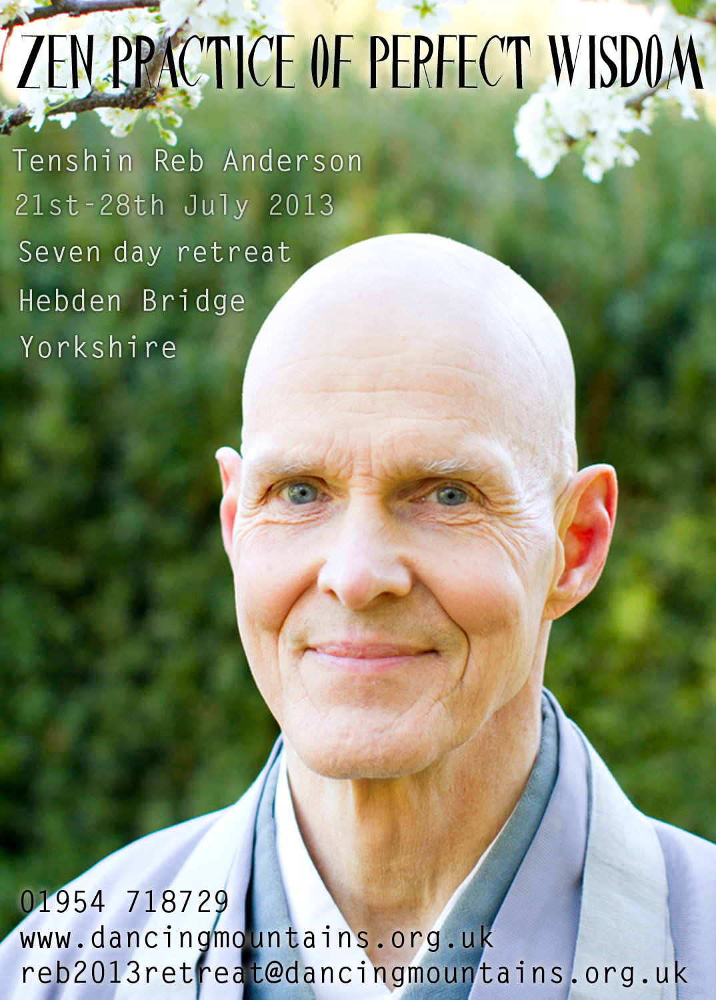 ZEN PRACTICE OF PERFECT WISDOM
Tenshin Reb Anderson
21st-28th July 2013
Seven day retreat
Hebden Bridge
Yorkshire
01954 718729
www.dancingmountains.org.uk
reb2013retreat@dancingmountains.org.uk